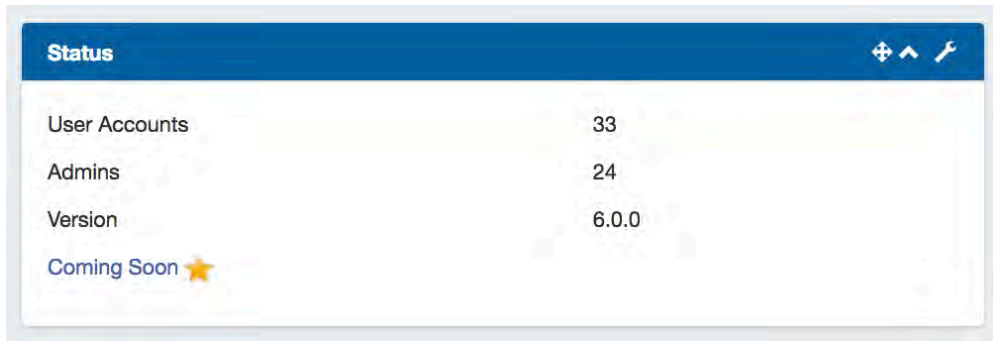 Status
User Accounts 33
Admins 24
Version 6.0.0
Coming Soon